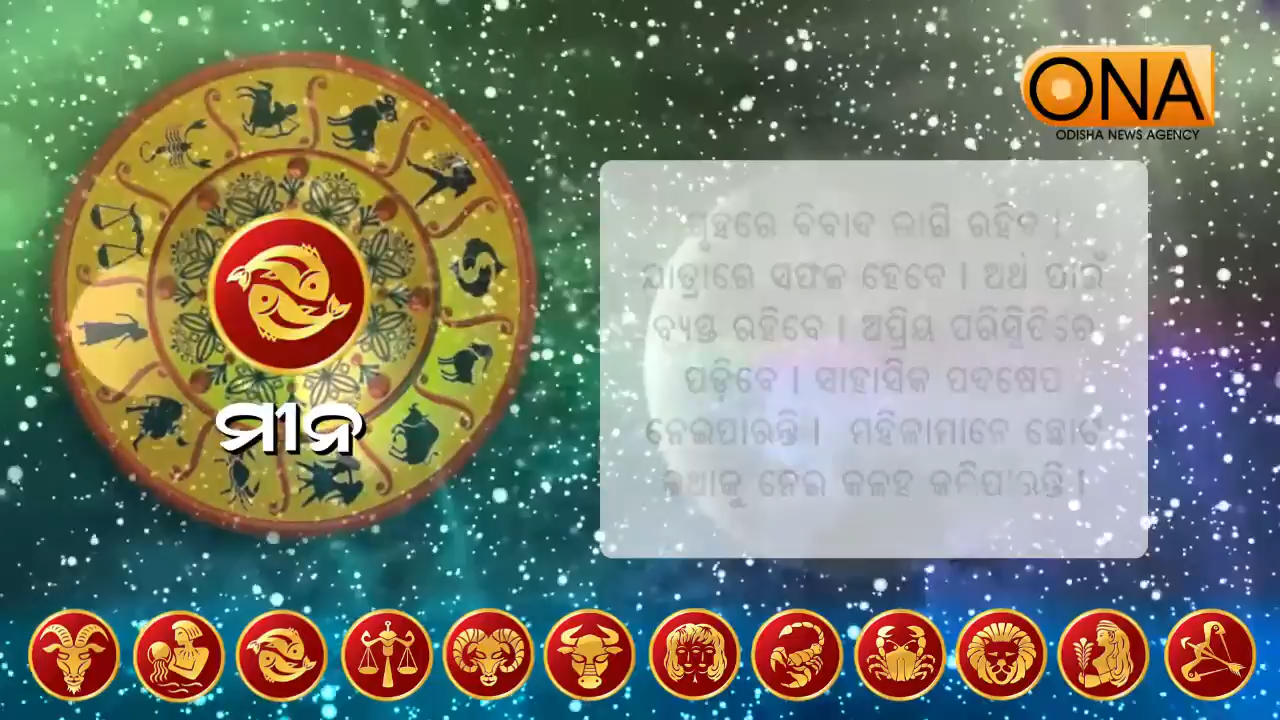 ONA
ODISHA NEWS AGENCY
ଗୃହରେ ବିବାଦ ଲାଗି ରହିବ ।
ଯାତ୍ରାରେ ସଫଳ ହେବେ । ଅର୍ଥ ପାଇଁ
ବ୍ୟସ୍ତ ରହିବେ । ଅପ୍ରିୟ ପରିସ୍ଥିତିରେ
ପଡ଼ିବେ । ସାହାସିକ ପଦକ୍ଷେପ
ନେଇପାରନ୍ତି । ମହିଳାମାନେ ଛୋଟ
କଥାକୁ ନେଇ କଳହ କରିପାରନ୍ତି ।
ମୀନ